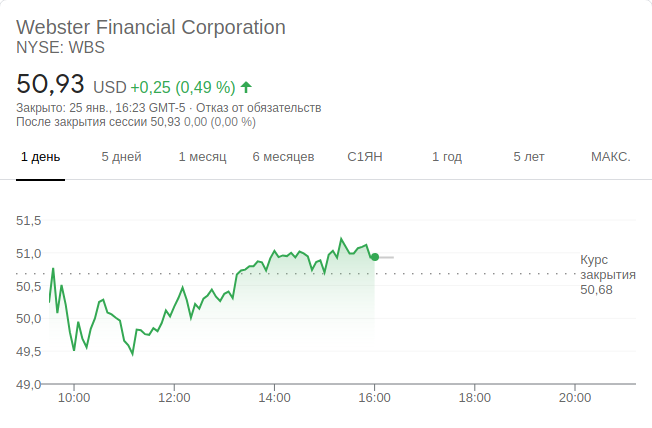 Webster Financial Corporation
NYSE: WBS
50,93 USD +0,25 (0,49 %)
Закрыто: 25 янв., 16:23 GMT-5 · Отказ от обязательств
После закрытия сессии 50,93 0,00 (0,00 %)
1 день 5 дней 1 месяц 6 месяцев С1ЯН 1 год 5 лет МАКС.
51,5
51,0
50,5
50,0
49,5
49,0
Курс
закрытия
50,68
10:00 12:00 14:00 16:00 18:00 20:00